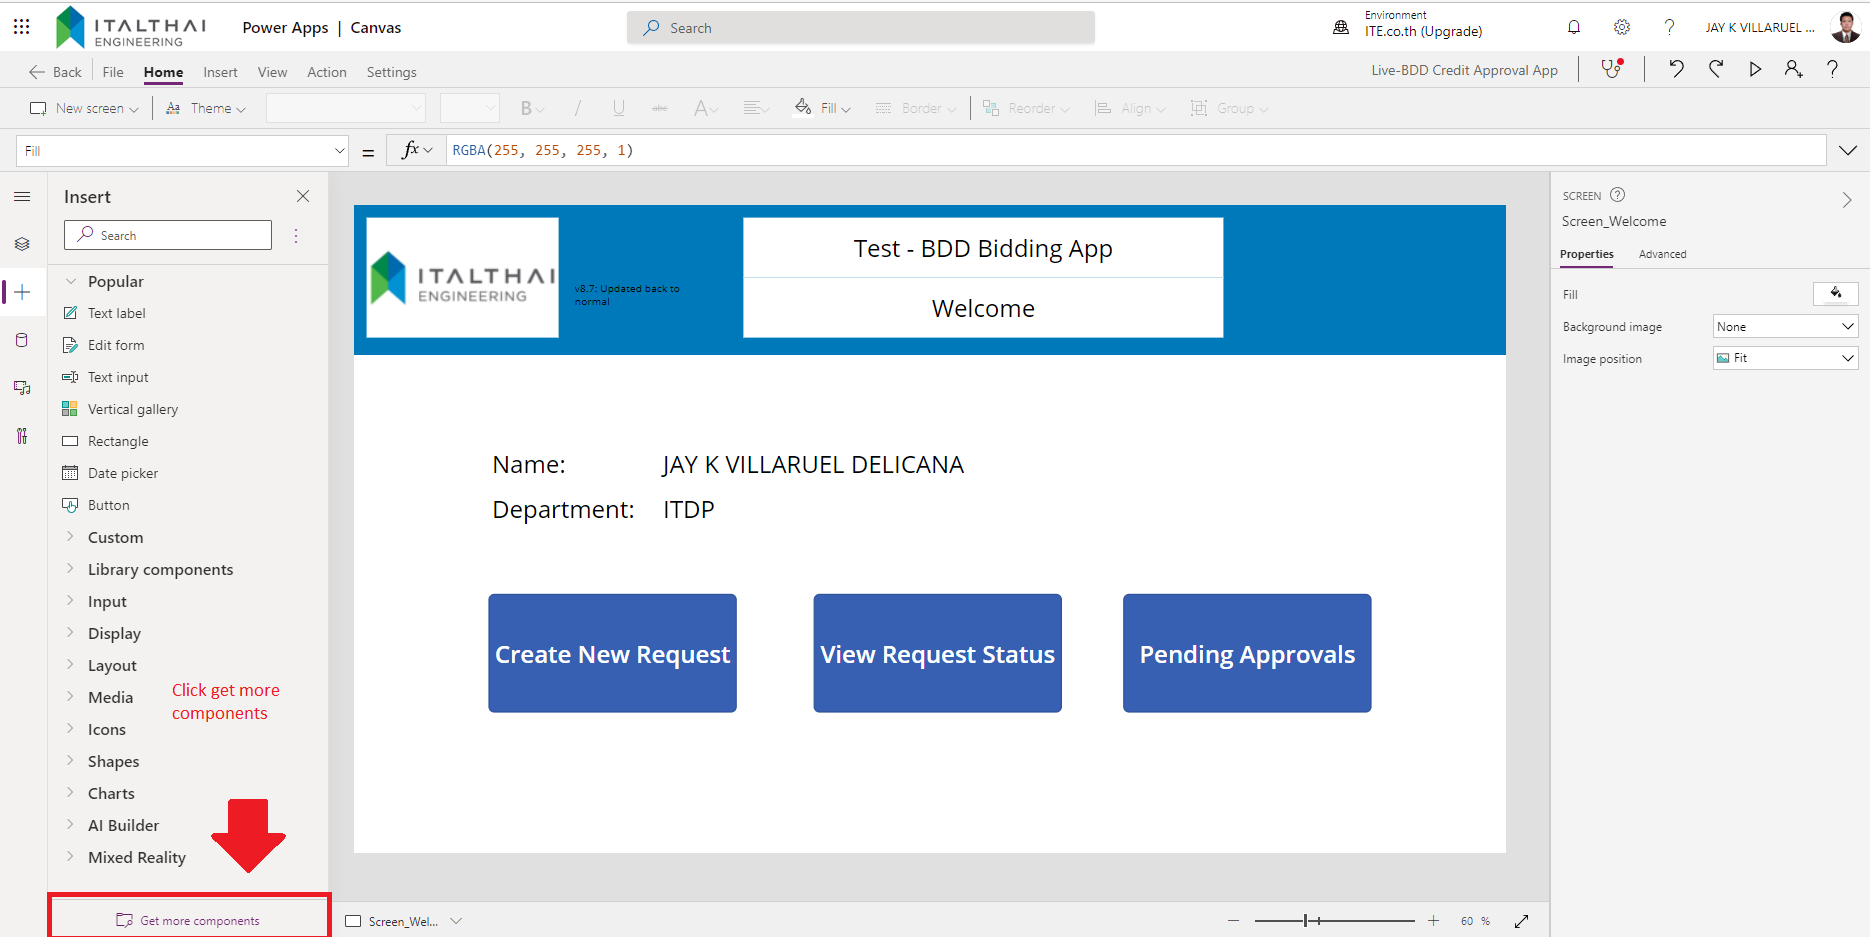 ITALTHAI
ENGINEERING
Power Apps | Canvas
Search
Environment
ITE.co.th (Upgrade)
JAY K VILLARUEL ...
Back
File
Home
Insert
View
Action
Settings
Live-BDD Credit Approval App
New screen
Theme
B
/
U
abc
A
Fill
Border
Reorder
Align
Group
Fill
=
fx
RGBA(255, 255, 255, 1)
Insert
Search
Popular
Text label
Edit form
Text input
Vertical gallery
Rectangle
Date picker
Button
Custom
Library components
Input
Display
Layout
Media
Icons
Shapes
Charts
AI Builder
Mixed Reality
Click get more
components
Get more components
ITALTHAI
ENGINEERING
v8.7: Updated back to
normal
Test - BDD Bidding App
Welcome
Name: JAY K VILLARUEL DELICANA
Department: ITDP
Create New Request
View Request Status
Pending Approvals
Screen_Wel...
60 %
SCREEN
Screen_Welcome
Properties
Advanced
Fill
Background image
None
Image position
Fit